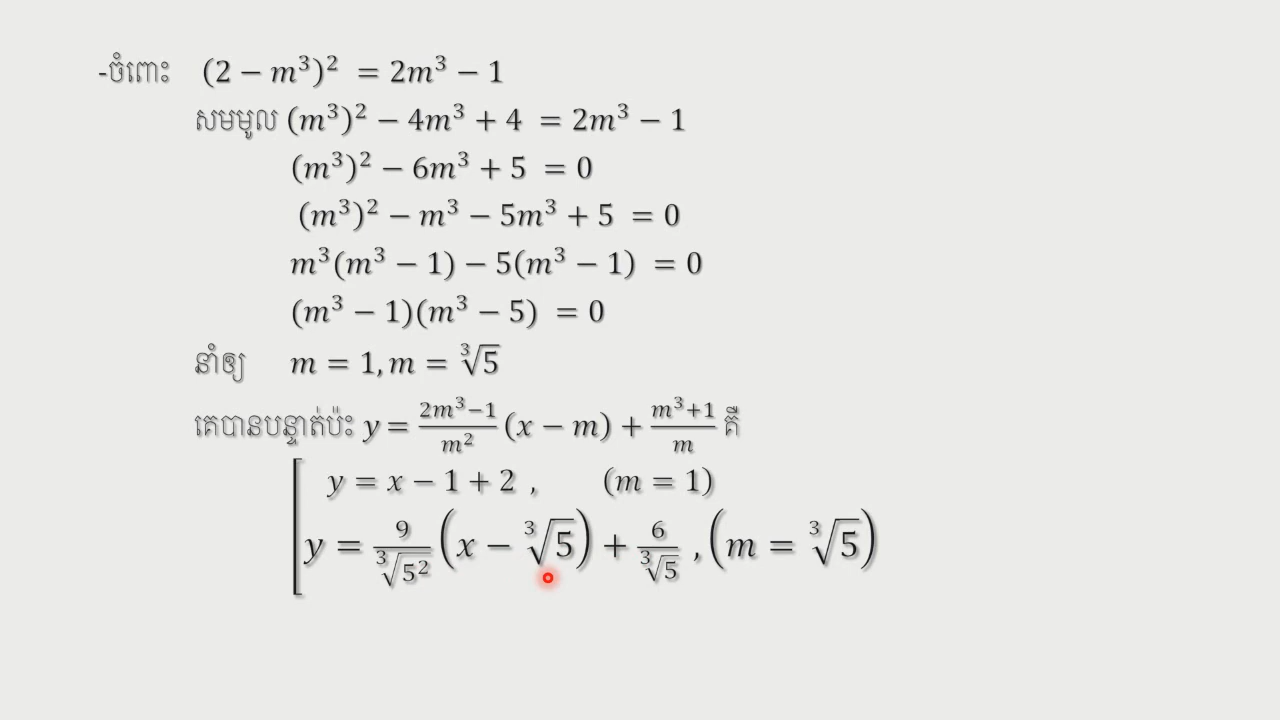 -ចំពោះ (2 − m³)² = 2m³ − 1
សមមូល (m³)² − 4m³ + 4 = 2m³ − 1
(m³)² − 6m³ + 5 = 0
(m³)² − m³ − 5m³ + 5 = 0
m³(m³ − 1) − 5(m³ − 1) = 0
(m³ − 1)(m³ − 5) = 0
នាំឲ្យ m = 1, m = ∛5
គេបានបន្ទាត់ប៉ះ y = (2m³−1)/m² (x − m) + (m³+1)/m គឺ
y = x − 1 + 2 , (m = 1)
y = 9/∛5² (x − ∛5) + 6/∛5 , (m = ∛5)